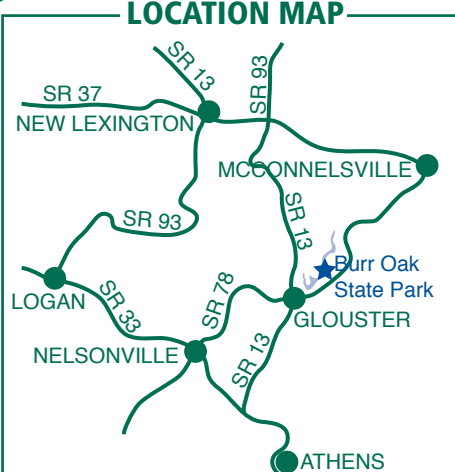 LOCATION MAP
SR 13
SR 93
SR 37
NEW LEXINGTON
MCCONNELSVILLE
SR 93
SR 13
Burr Oak
State Park
LOGAN
SR 33
SR 78
GLOUSTER
NELSONVILLE
SR 13
ATHENS